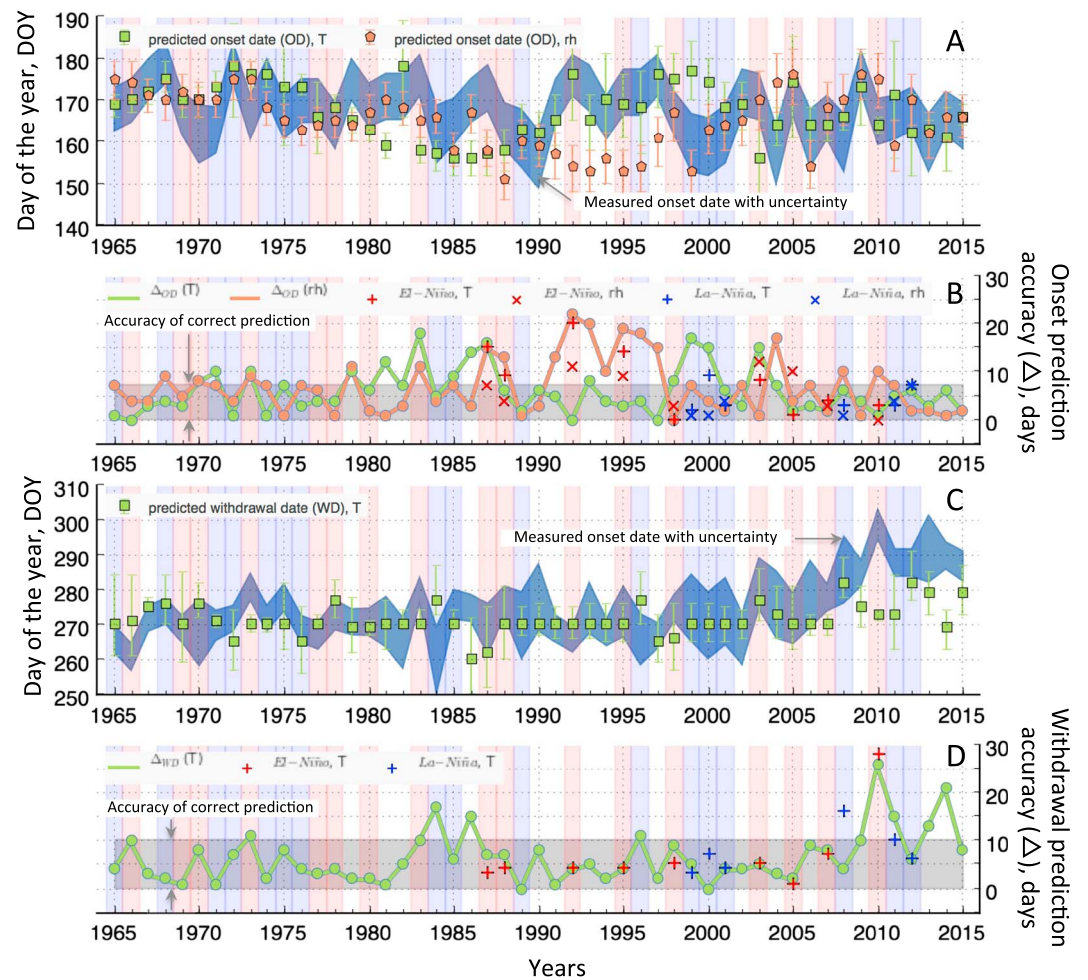 190
180
170
160
150
140
Day of the year, DOY
predicted onset date (OD), T
predicted onset date (OD), rh
A
Measured onset date with uncertainty
1965 1970 1975 1980 1985 1990 1995 2000 2005 2010 2015
Δ_OD (T)
Δ_OD (rh)
El−Niño, T
El−Niño, rh
La−Niña, T
La−Niña, rh
B
Accuracy of correct prediction
30
20
10
0
Onset prediction
accuracy (△), days
1965 1970 1975 1980 1985 1990 1995 2000 2005 2010 2015
310
300
290
280
270
260
250
Day of the year, DOY
predicted withdrawal date (WD), T
C
Measured onset date with uncertainty
1965 1970 1975 1980 1985 1990 1995 2000 2005 2010 2015
Δ_WD (T)
El−Niño, T
La−Niña, T
D
Accuracy of correct prediction
30
20
10
0
Withdrawal prediction
accuracy (△), days
1965 1970 1975 1980 1985 1990 1995 2000 2005 2010 2015
Years